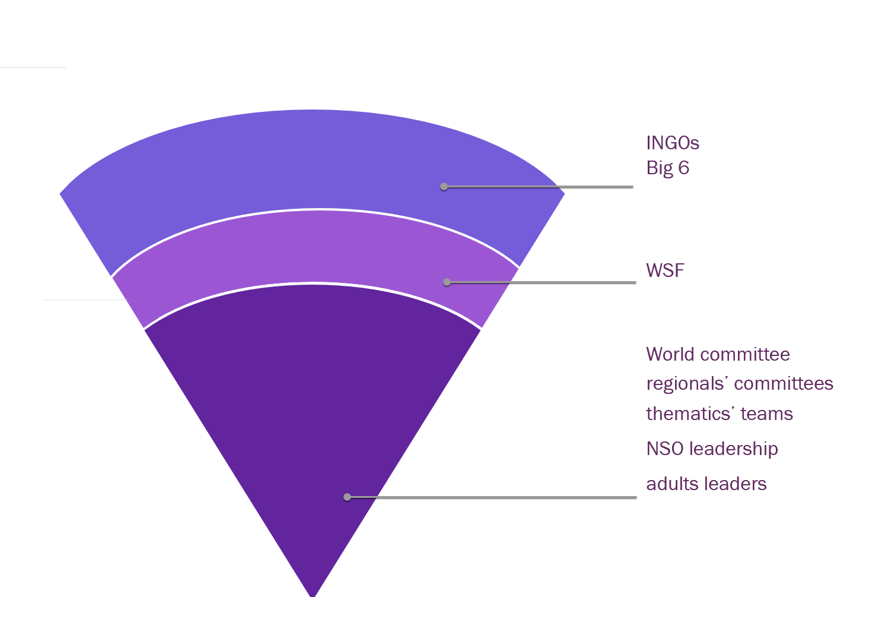 INGOs
Big 6
WSF
World committee
regionals’ committees
thematics’ teams
NSO leadership
adults leaders